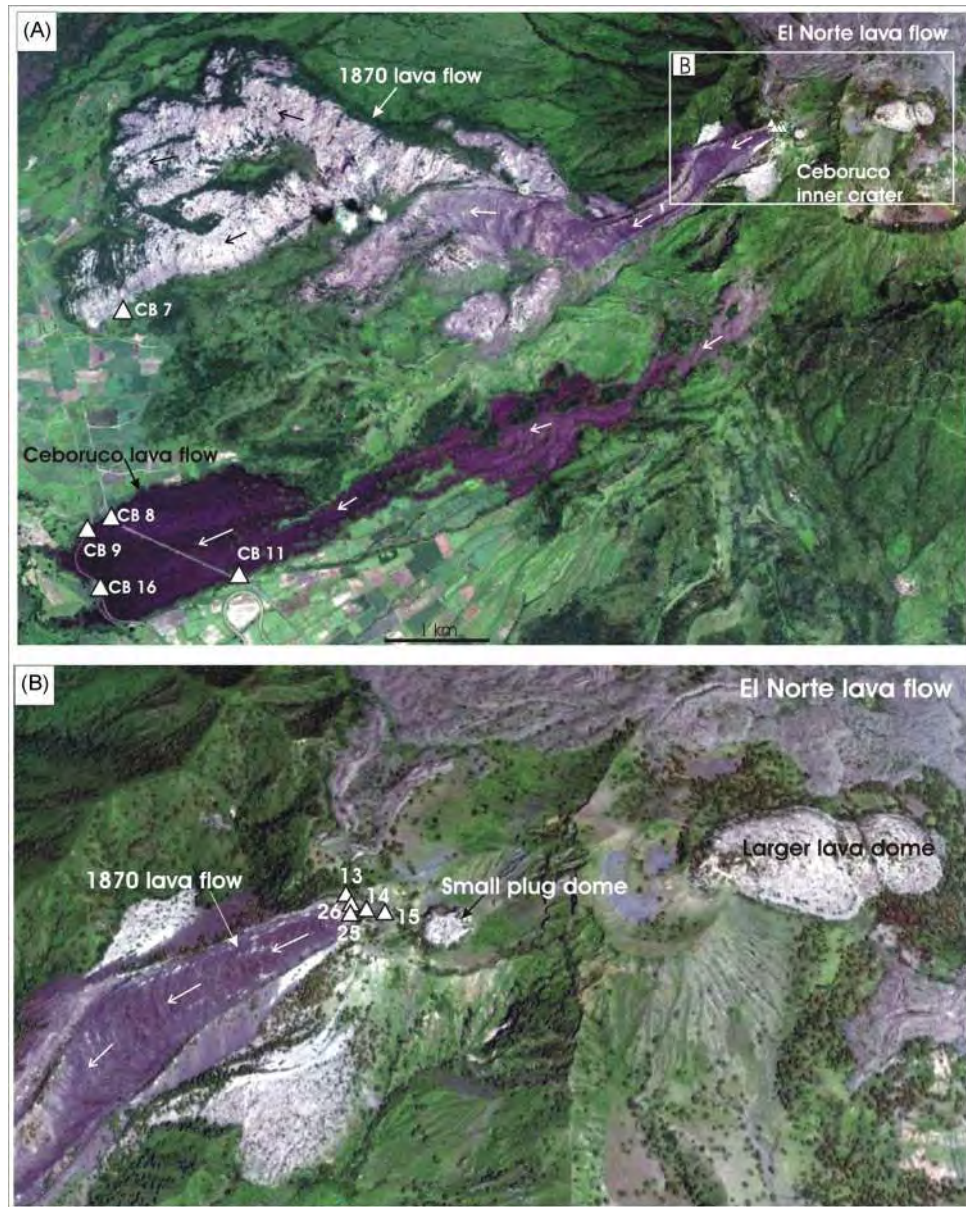 (A)
El Norte lava flow
1870 lava flow
B
Ceboruco
inner crater
CB 7
Ceboruco lava flow
CB 8
CB 9
CB 11
CB 16
1 km
(B)
El Norte lava flow
Larger lava dome
1870 lava flow
13
Small plug dome
14
26
15
25